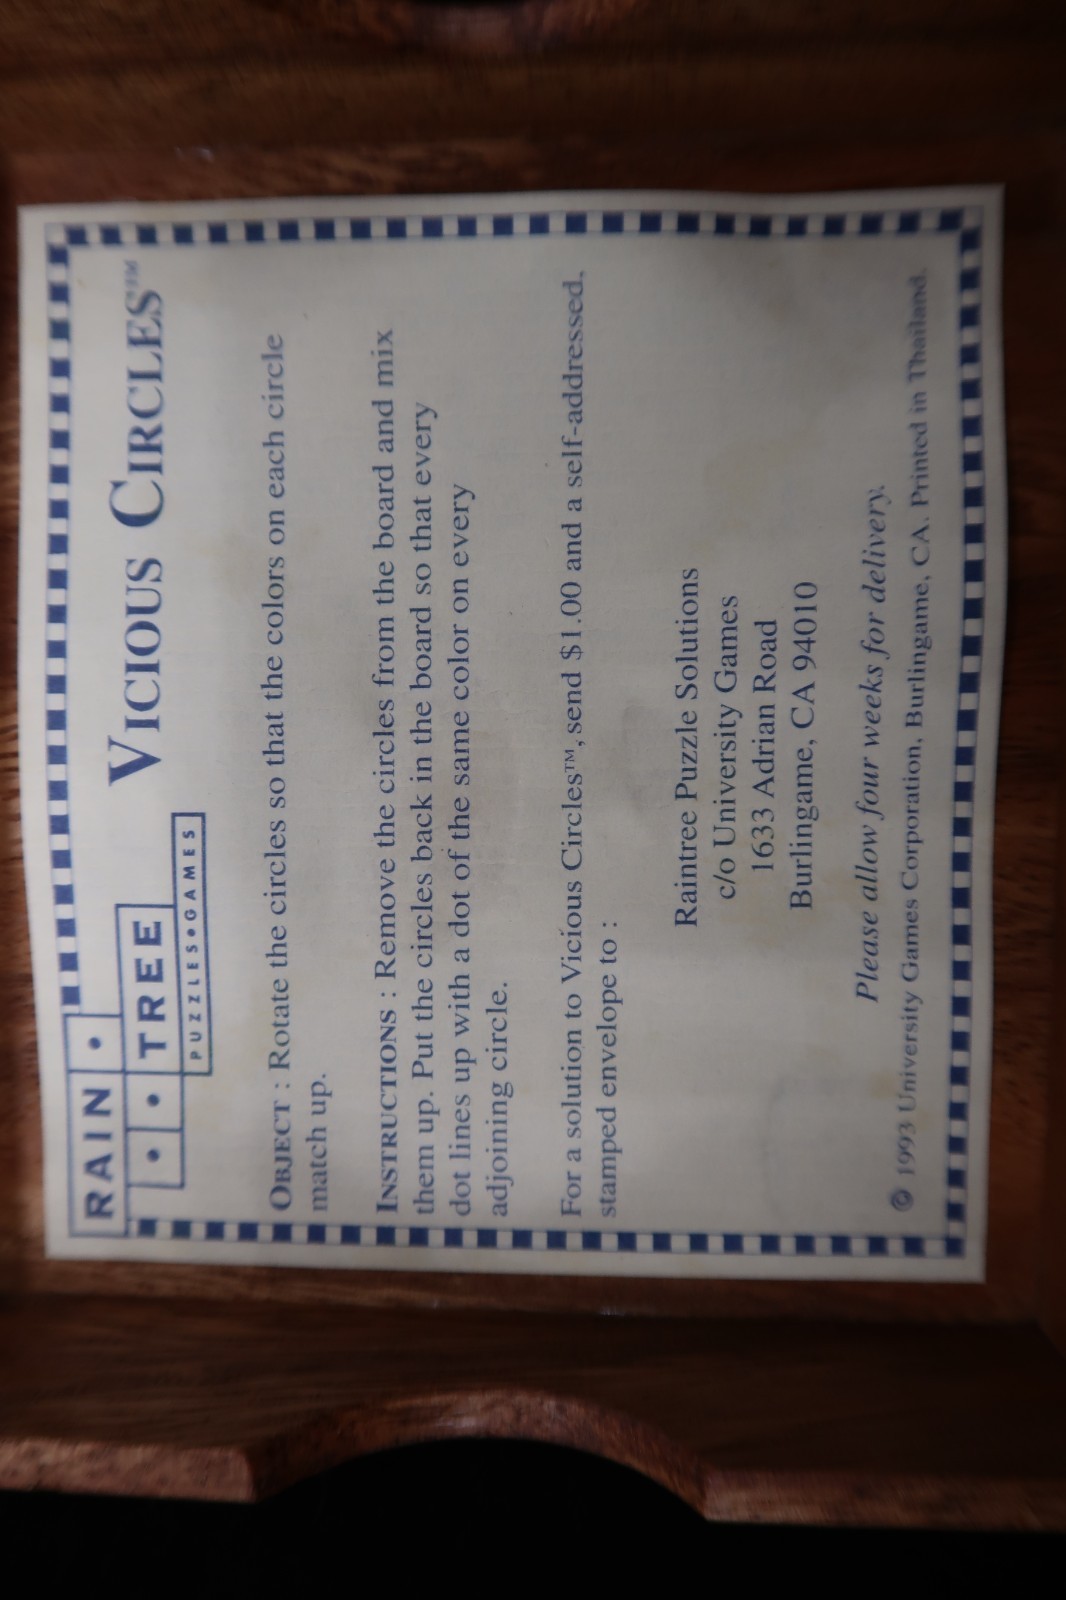 RAIN •
• • TREE
PUZZLES•GAMES
VICIOUS CIRCLES™
OBJECT : Rotate the circles so that the colors on each circle
match up.
INSTRUCTIONS : Remove the circles from the board and mix
them up. Put the circles back in the board so that every
dot lines up with a dot of the same color on every
adjoining circle.
For a solution to Vicious Circles™, send $1.00 and a self-addressed,
stamped envelope to :
Raintree Puzzle Solutions
c/o University Games
1633 Adrian Road
Burlingame, CA 94010
Please allow four weeks for delivery.
© 1993 University Games Corporation, Burlingame, CA. Printed in Thailand.